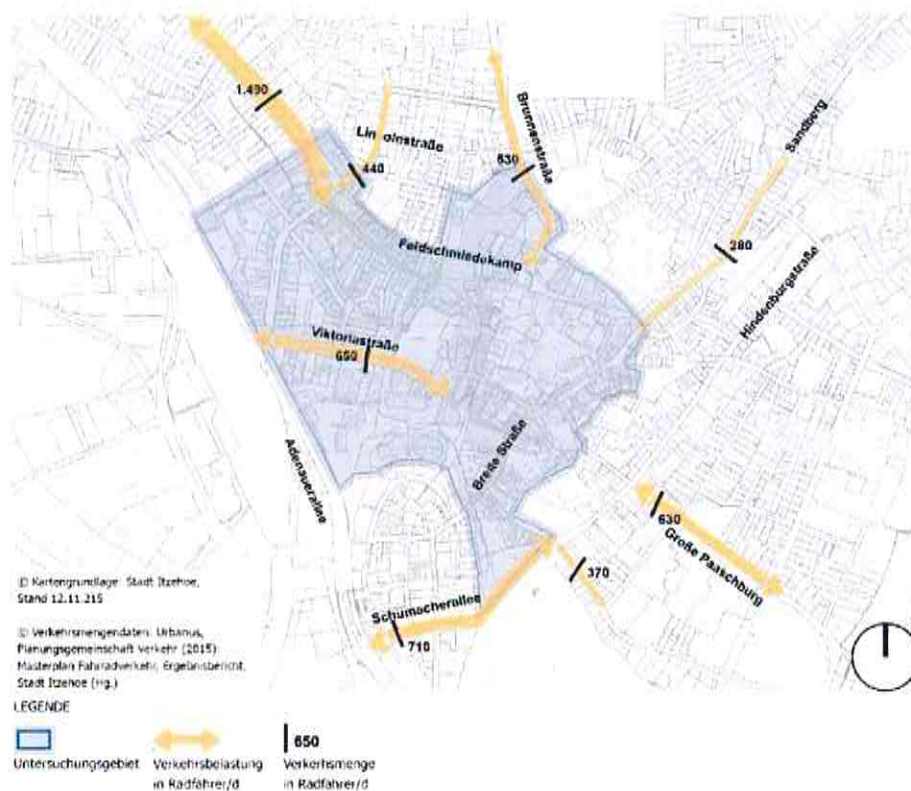 1.490
Lincolnstraße
440
Brunnenstraße
630
Sandberg
280
Feldschmiedekamp
Hindenburgstraße
Viktoriastraße
650
Adenauerallee
Breite Straße
630
Große Paaschburg
370
Schumacherallee
710
© Kartengrundlage: Stadt Itzehoe,
Stand 12.11.215
© Verkehrsmengendaten: Urbanus,
Planungsgemeinschaft Verkehr (2015):
Masterplan Fahrradverkehr, Ergebnisbericht,
Stadt Itzehoe (Hg.)
LEGENDE
650
Untersuchungsgebiet Verkehrsbelastung Verkerhsmenge
in Radfahrer/d in Radfahrer/d